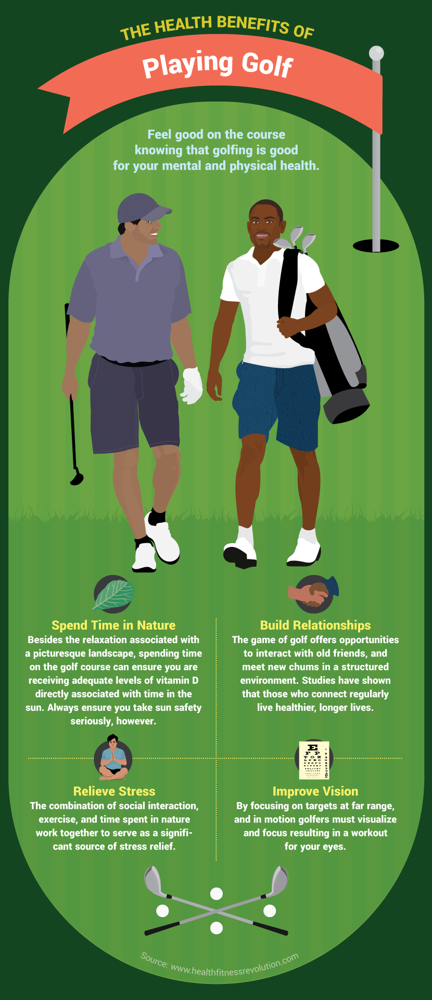 THE HEALTH BENEFITS OF
Playing Golf
Feel good on the course
knowing that golfing is good
for your mental and physical health.
Spend Time in Nature
Besides the relaxation associated with
a picturesque landscape, spending time
on the golf course can ensure you are
receiving adequate levels of vitamin D
directly associated with time in the
sun. Always ensure you take sun safety
seriously, however.
Build Relationships
The game of golf offers opportunities
to interact with old friends, and
meet new chums in a structured
environment. Studies have shown
that those who connect regularly
live healthier, longer lives.
Relieve Stress
The combination of social interaction,
exercise, and time spent in nature
work together to serve as a signifi-
cant source of stress relief.
E
F P
T O Z
L P E D
Improve Vision
By focusing on targets at far range,
and in motion golfers must visualize
and focus resulting in a workout
for your eyes.
Source: www.healthfitnessrevolution.com